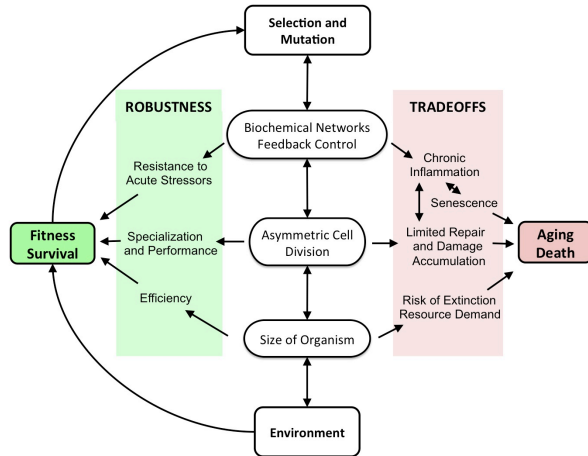 Selection and
Mutation
ROBUSTNESS
TRADEOFFS
Biochemical Networks
Feedback Control
Resistance to
Acute Stressors
Chronic
Inflammation
Senescence
Fitness
Survival
Specialization
and Performance
Asymmetric Cell
Division
Limited Repair
and Damage
Accumulation
Aging
Death
Efficiency
Risk of Extinction
Resource Demand
Size of Organism
Environment